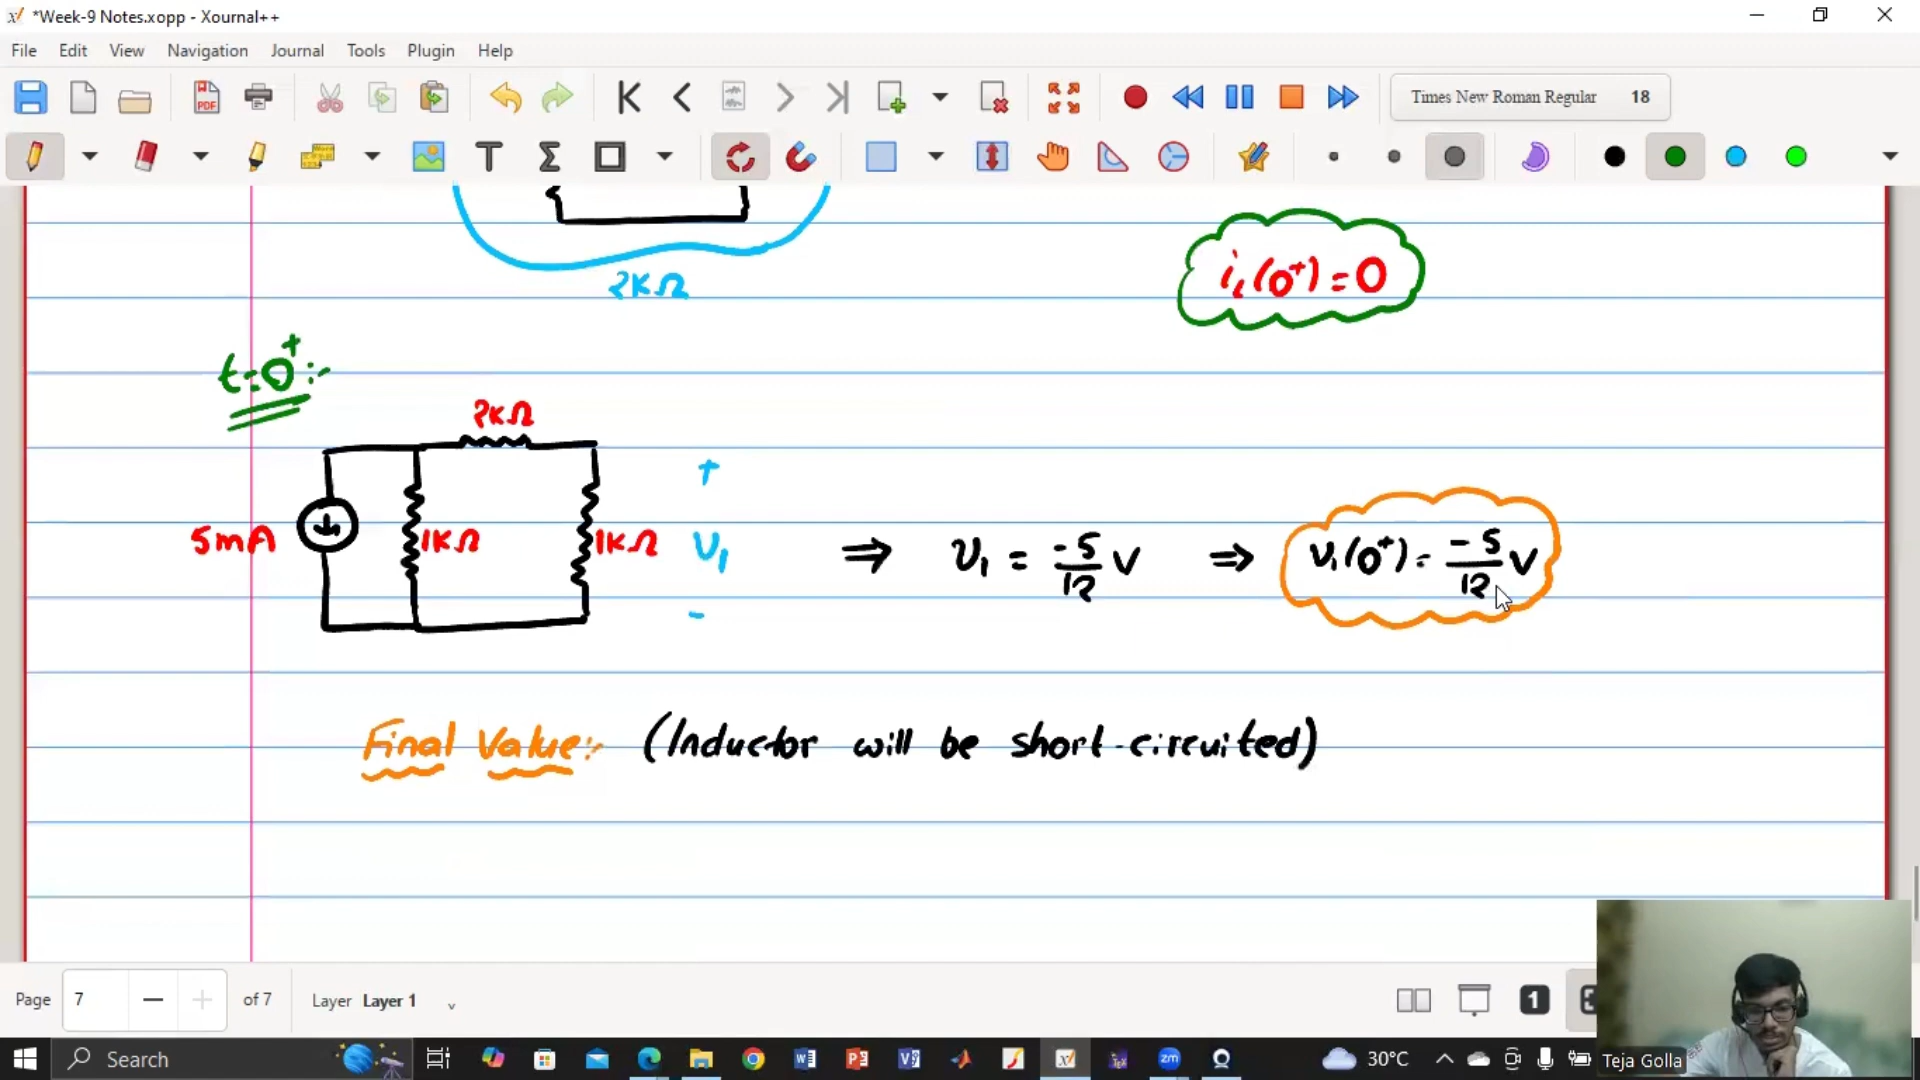 *Week-9 Notes.xopp - Xournal++
File Edit View Navigation Journal Tools Plugin Help
Times New Roman Regular 18
2KΩ
i_L(0⁺) = 0
t=0⁺:-
2KΩ
5mA
1KΩ
1KΩ
+
V₁
-
⇒ V₁ = -5/12 V ⇒ V₁(0⁺) = -5/12 V
Final Value:- (Inductor will be short-circuited)
Page 7 of 7 Layer Layer 1
1
Search
30°C
Teja Golla